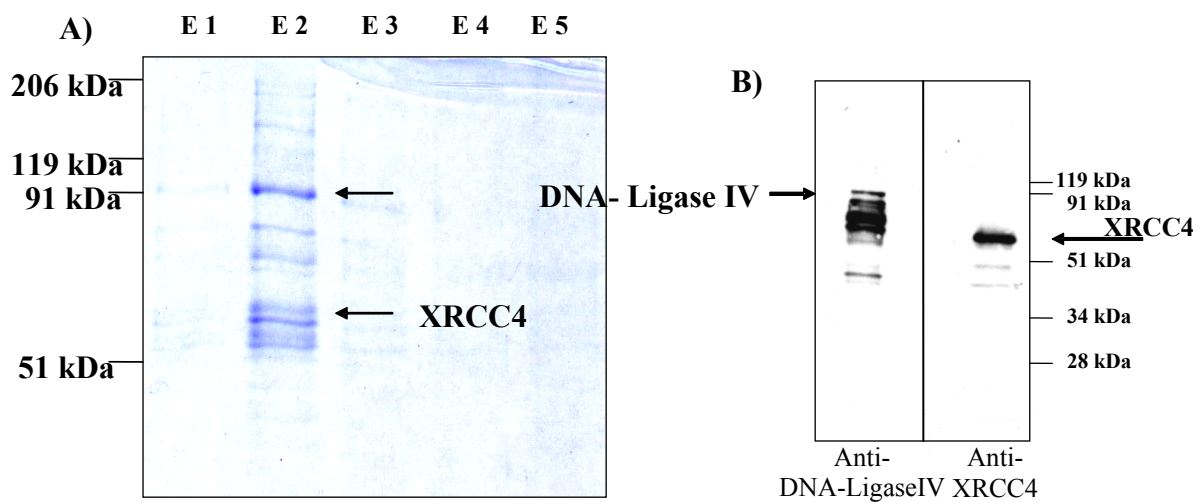 A)
E 1 E 2 E 3 E 4 E 5
206 kDa
119 kDa
91 kDa
XRCC4
51 kDa
B)
DNA- Ligase IV
119 kDa
91 kDa
XRCC4
51 kDa
34 kDa
28 kDa
Anti-
DNA-LigaseIV
Anti-
XRCC4